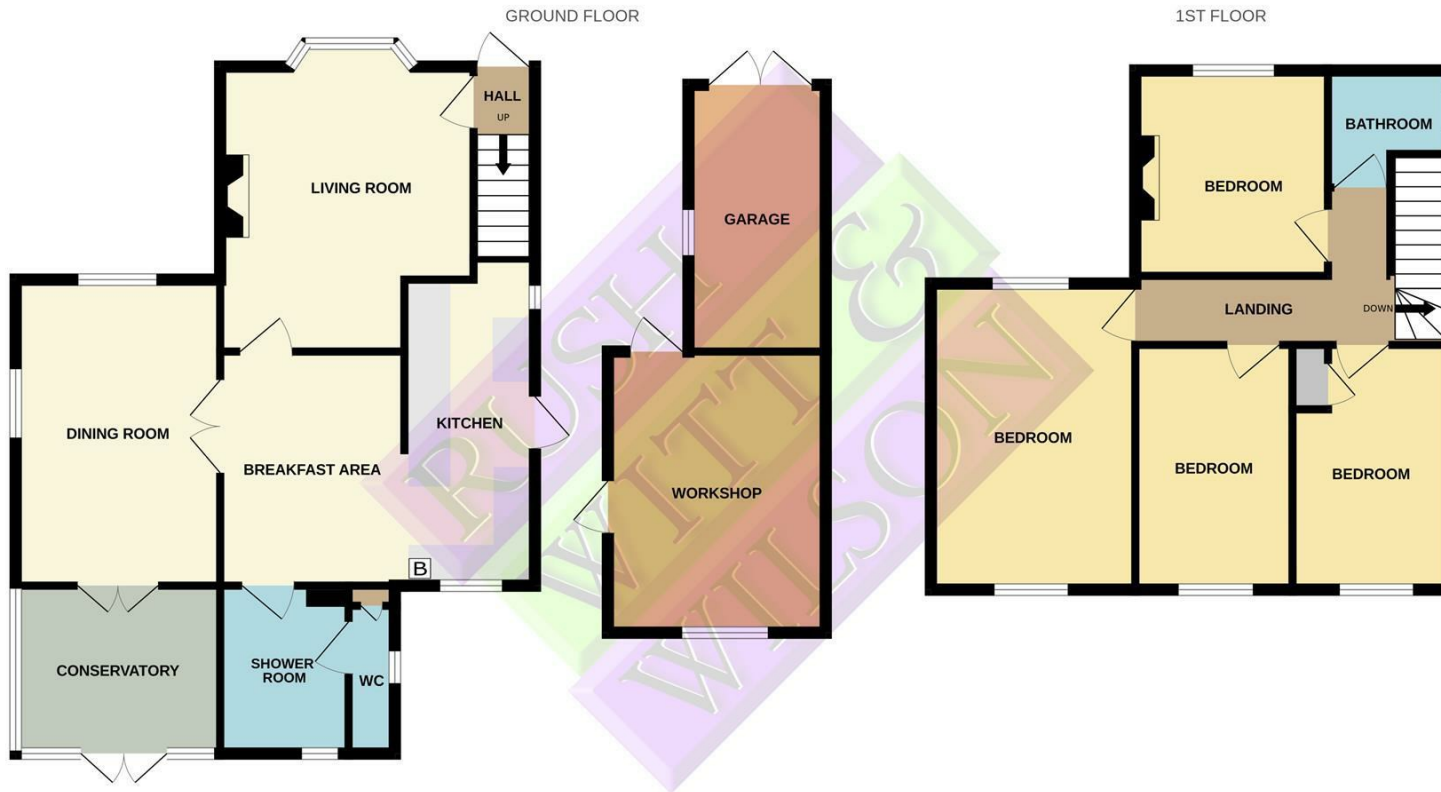 GROUND FLOOR
1ST FLOOR
HALL
UP
LIVING ROOM
DINING ROOM
BREAKFAST AREA
KITCHEN
B
CONSERVATORY
SHOWER
ROOM
WC
GARAGE
WORKSHOP
RUSH
WITT &
WILSON
BATHROOM
BEDROOM
LANDING
DOWN
BEDROOM
BEDROOM
BEDROOM